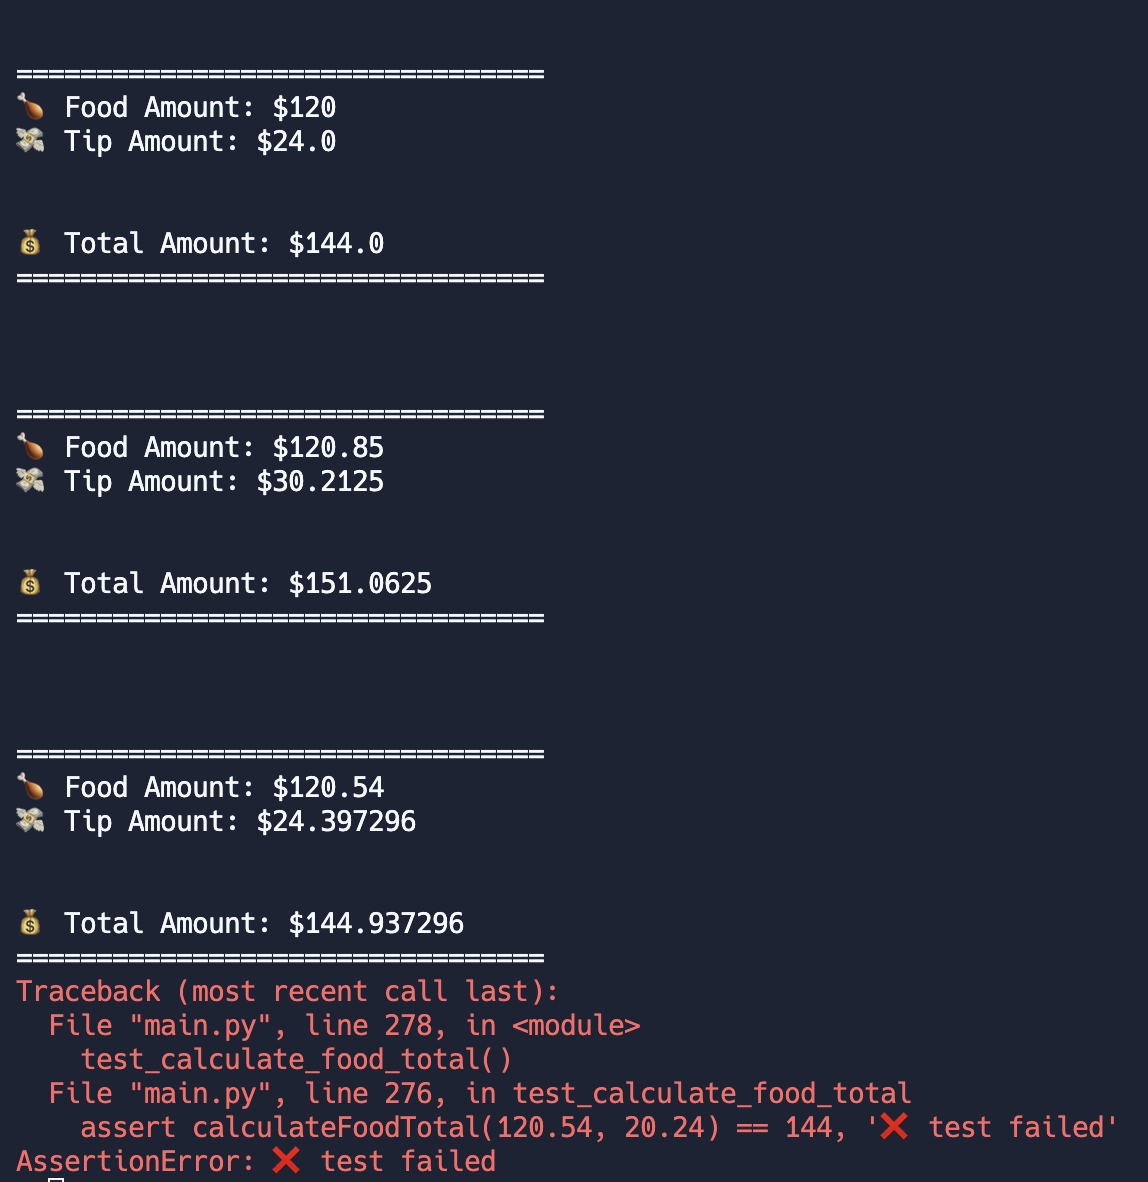 =================================
🍗 Food Amount: $120
💸 Tip Amount: $24.0
💰 Total Amount: $144.0
=================================
=================================
🍗 Food Amount: $120.85
💸 Tip Amount: $30.2125
💰 Total Amount: $151.0625
=================================
=================================
🍗 Food Amount: $120.54
💸 Tip Amount: $24.397296
💰 Total Amount: $144.937296
=================================
Traceback (most recent call last):
  File "main.py", line 278, in <module>
    test_calculate_food_total()
  File "main.py", line 276, in test_calculate_food_total
    assert calculateFoodTotal(120.54, 20.24) == 144, '❌ test failed'
AssertionError: ❌ test failed